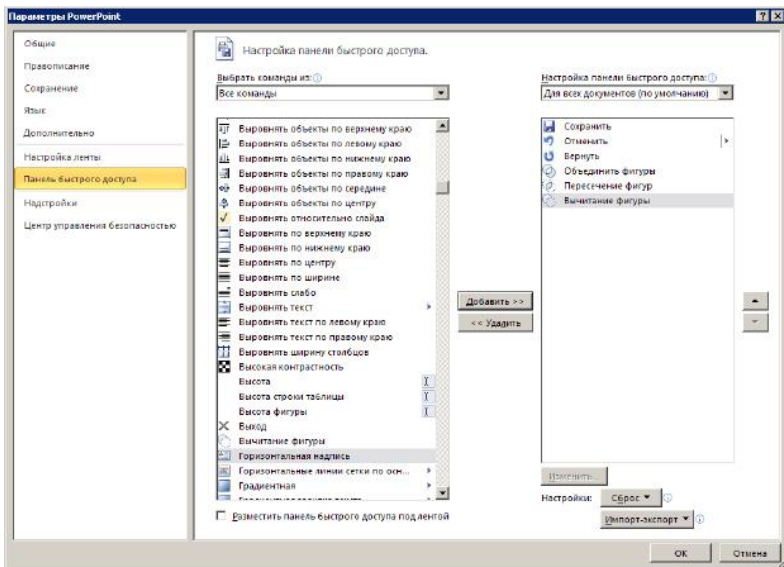 Параметры PowerPoint
Общие
Правописание
Сохранение
Язык
Дополнительно
Настройка ленты
Панель быстрого доступа
Надстройки
Центр управления безопасностью
Настройка панели быстрого доступа.
Выбрать команды из:
Все команды
Выровнять объекты по верхнему краю
Выровнять объекты по левому краю
Выровнять объекты по нижнему краю
Выровнять объекты по правому краю
Выровнять объекты по середине
Выровнять объекты по центру
Выровнять относительно слайда
Выровнять по верхнему краю
Выровнять по нижнему краю
Выровнять по центру
Выровнять по ширине
Выровнять слабо
Выровнять текст
Выровнять текст по левому краю
Выровнять текст по правому краю
Выровнять ширину столбцов
Высокая контрастность
Высота
Высота строки таблицы
Высота фигуры
Выход
Вычитание фигуры
Горизонтальная надпись
Горизонтальные линии сетки по осн...
Градиентная
Разместить панель быстрого доступа под лентой
Добавить >>
<< Удалить
Настройка панели быстрого доступа:
Для всех документов (по умолчанию)
Сохранить
Отменить
Вернуть
Объединить фигуры
Пересечение фигур
Вычитание фигуры
Изменить...
Настройки: Сброс
Импорт-экспорт
ОК
Отмена